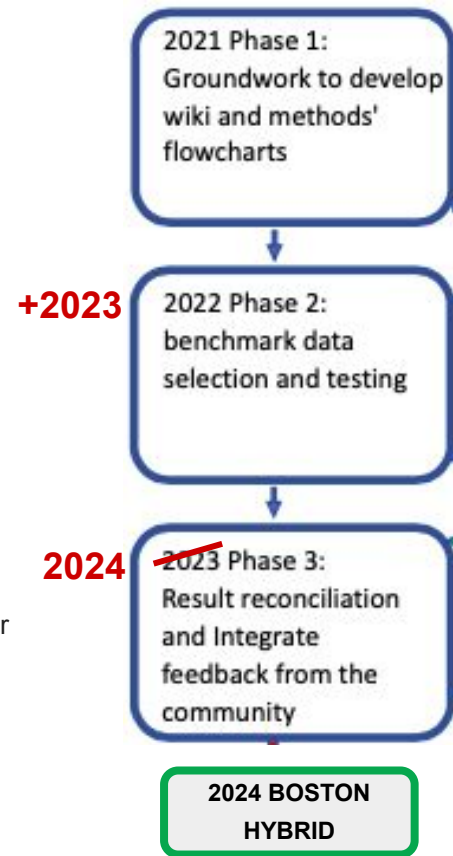 2021 Phase 1:
Groundwork to develop
wiki and methods'
flowcharts
+2023
2022 Phase 2:
benchmark data
selection and testing
2024
2023 Phase 3:
Result reconciliation
and Integrate
feedback from the
community
r
2024 BOSTON
HYBRID